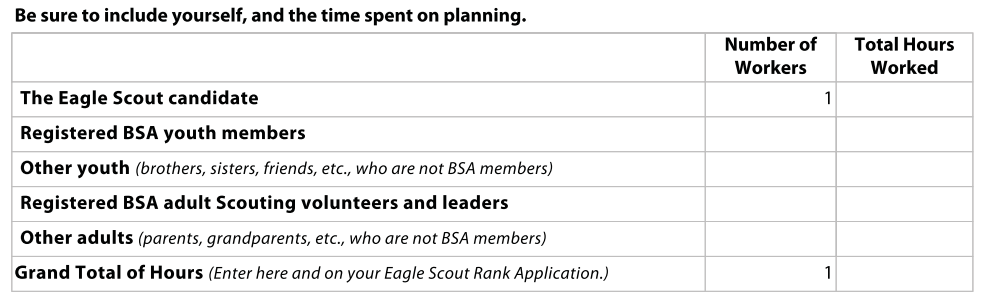 Be sure to include yourself, and the time spent on planning.
Number of Workers Total Hours Worked
The Eagle Scout candidate 1
Registered BSA youth members
Other youth (brothers, sisters, friends, etc., who are not BSA members)
Registered BSA adult Scouting volunteers and leaders
Other adults (parents, grandparents, etc., who are not BSA members)
Grand Total of Hours (Enter here and on your Eagle Scout Rank Application.) 1